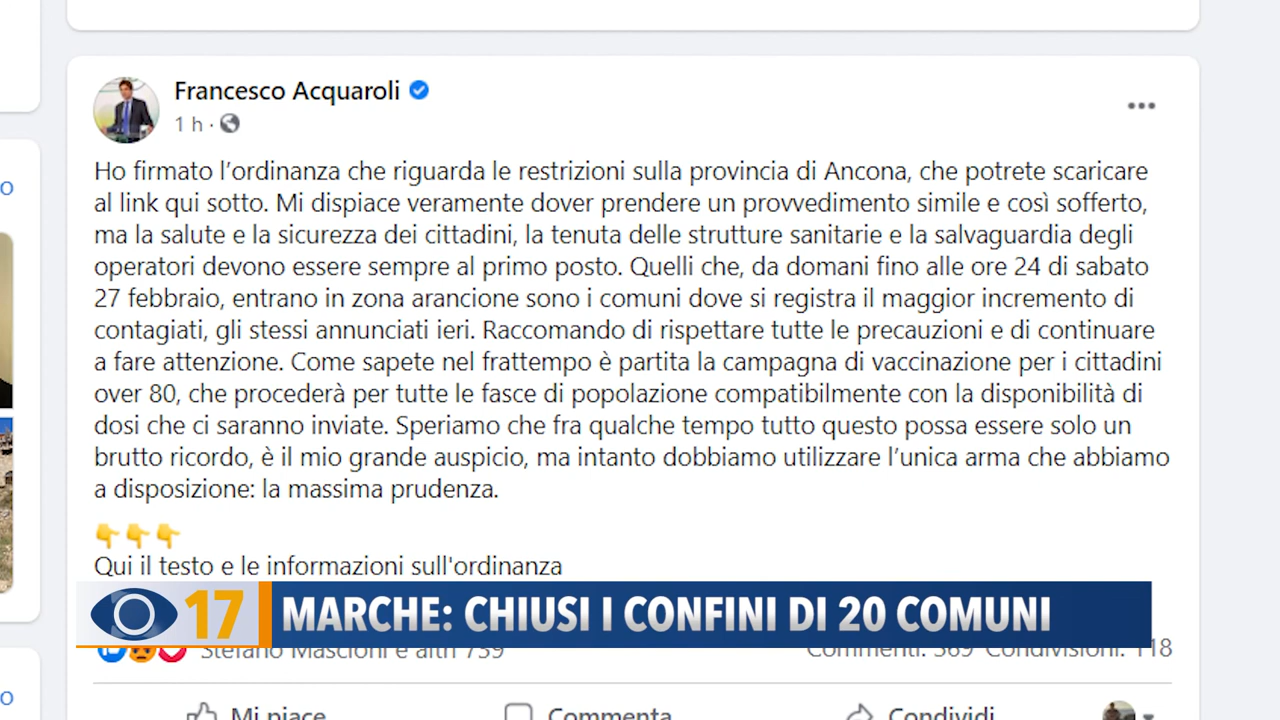 Francesco Acquaroli
1 h ·
Ho firmato l'ordinanza che riguarda le restrizioni sulla provincia di Ancona, che potrete scaricare
al link qui sotto. Mi dispiace veramente dover prendere un provvedimento simile e così sofferto,
ma la salute e la sicurezza dei cittadini, la tenuta delle strutture sanitarie e la salvaguardia degli
operatori devono essere sempre al primo posto. Quelli che, da domani fino alle ore 24 di sabato
27 febbraio, entrano in zona arancione sono i comuni dove si registra il maggior incremento di
contagiati, gli stessi annunciati ieri. Raccomando di rispettare tutte le precauzioni e di continuare
a fare attenzione. Come sapete nel frattempo è partita la campagna di vaccinazione per i cittadini
over 80, che procederà per tutte le fasce di popolazione compatibilmente con la disponibilità di
dosi che ci saranno inviate. Speriamo che fra qualche tempo tutto questo possa essere solo un
brutto ricordo, è il mio grande auspicio, ma intanto dobbiamo utilizzare l'unica arma che abbiamo
a disposizione: la massima prudenza.
Qui il testo e le informazioni sull'ordinanza
17 MARCHE: CHIUSI I CONFINI DI 20 COMUNI
Stefano Mascioni e altri 739 Commenti: 369 Condivisioni: 118
Mi piace Commenta Condividi